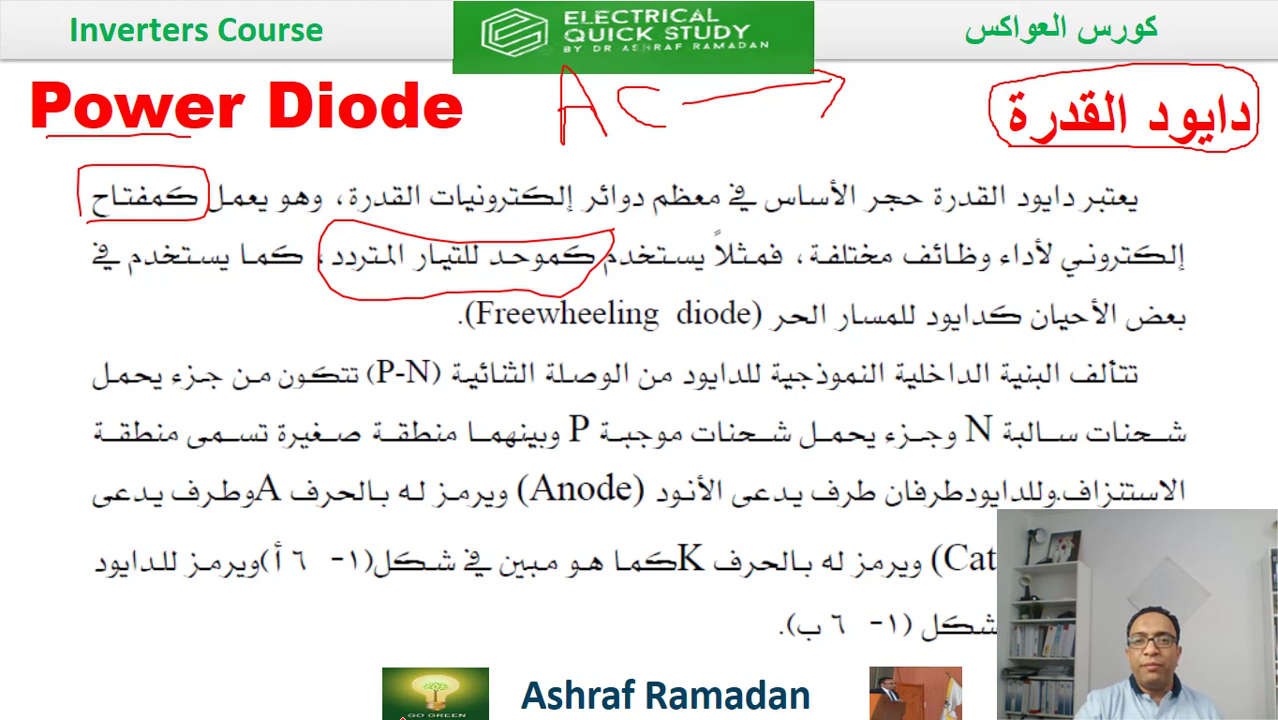 Inverters Course
ELECTRICAL
QUICK STUDY
BY DR ASHRAF RAMADAN
كورس العواكس
Power Diode
AC
دايود القدرة
يعتبر دايود القدرة حجر الأساس في معظم دوائر إلكترونيات القدرة، وهو يعمل كمفتاح
إلكتروني لأداء وظائف مختلفة، فمثلاً يستخدم كموحد للتيار المتردد، كما يستخدم في
بعض الأحيان كدايود للمسار الحر (Freewheeling diode).
تتألف البنية الداخلية النموذجية للدايود من الوصلة الثنائية (P-N) تتكون من جزء يحمل
شحنات سالبة N وجزء يحمل شحنات موجبة P وبينهما منطقة صغيرة تسمى منطقة
الاستنزاف.وللدايودطرفان طرف يدعى الأنود (Anode) ويرمز له بالحرف A وطرف يدعى
(Cat ويرمز له بالحرف K كما هو مبين في شكل(١- ٦ أ)ويرمز للدايود
شكل (١- ٦ ب).
GO GREEN
Ashraf Ramadan